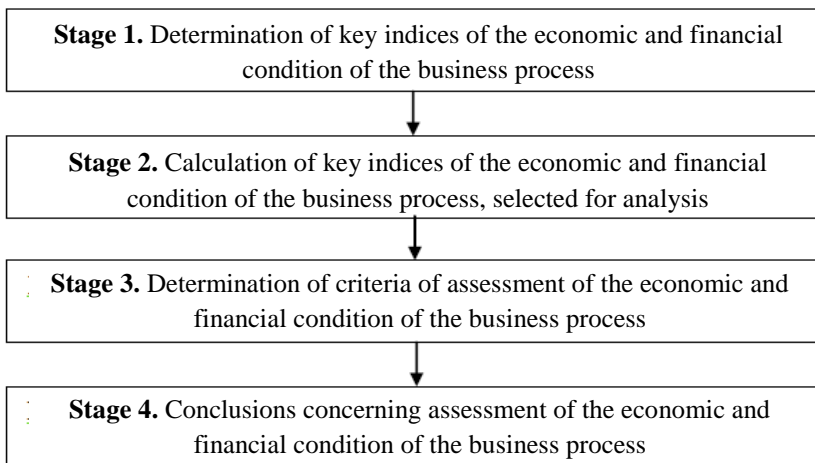 Stage 1. Determination of key indices of the economic and financial
condition of the business process
Stage 2. Calculation of key indices of the economic and financial
condition of the business process, selected for analysis
Stage 3. Determination of criteria of assessment of the economic and
financial condition of the business process
Stage 4. Conclusions concerning assessment of the economic and
financial condition of the business process